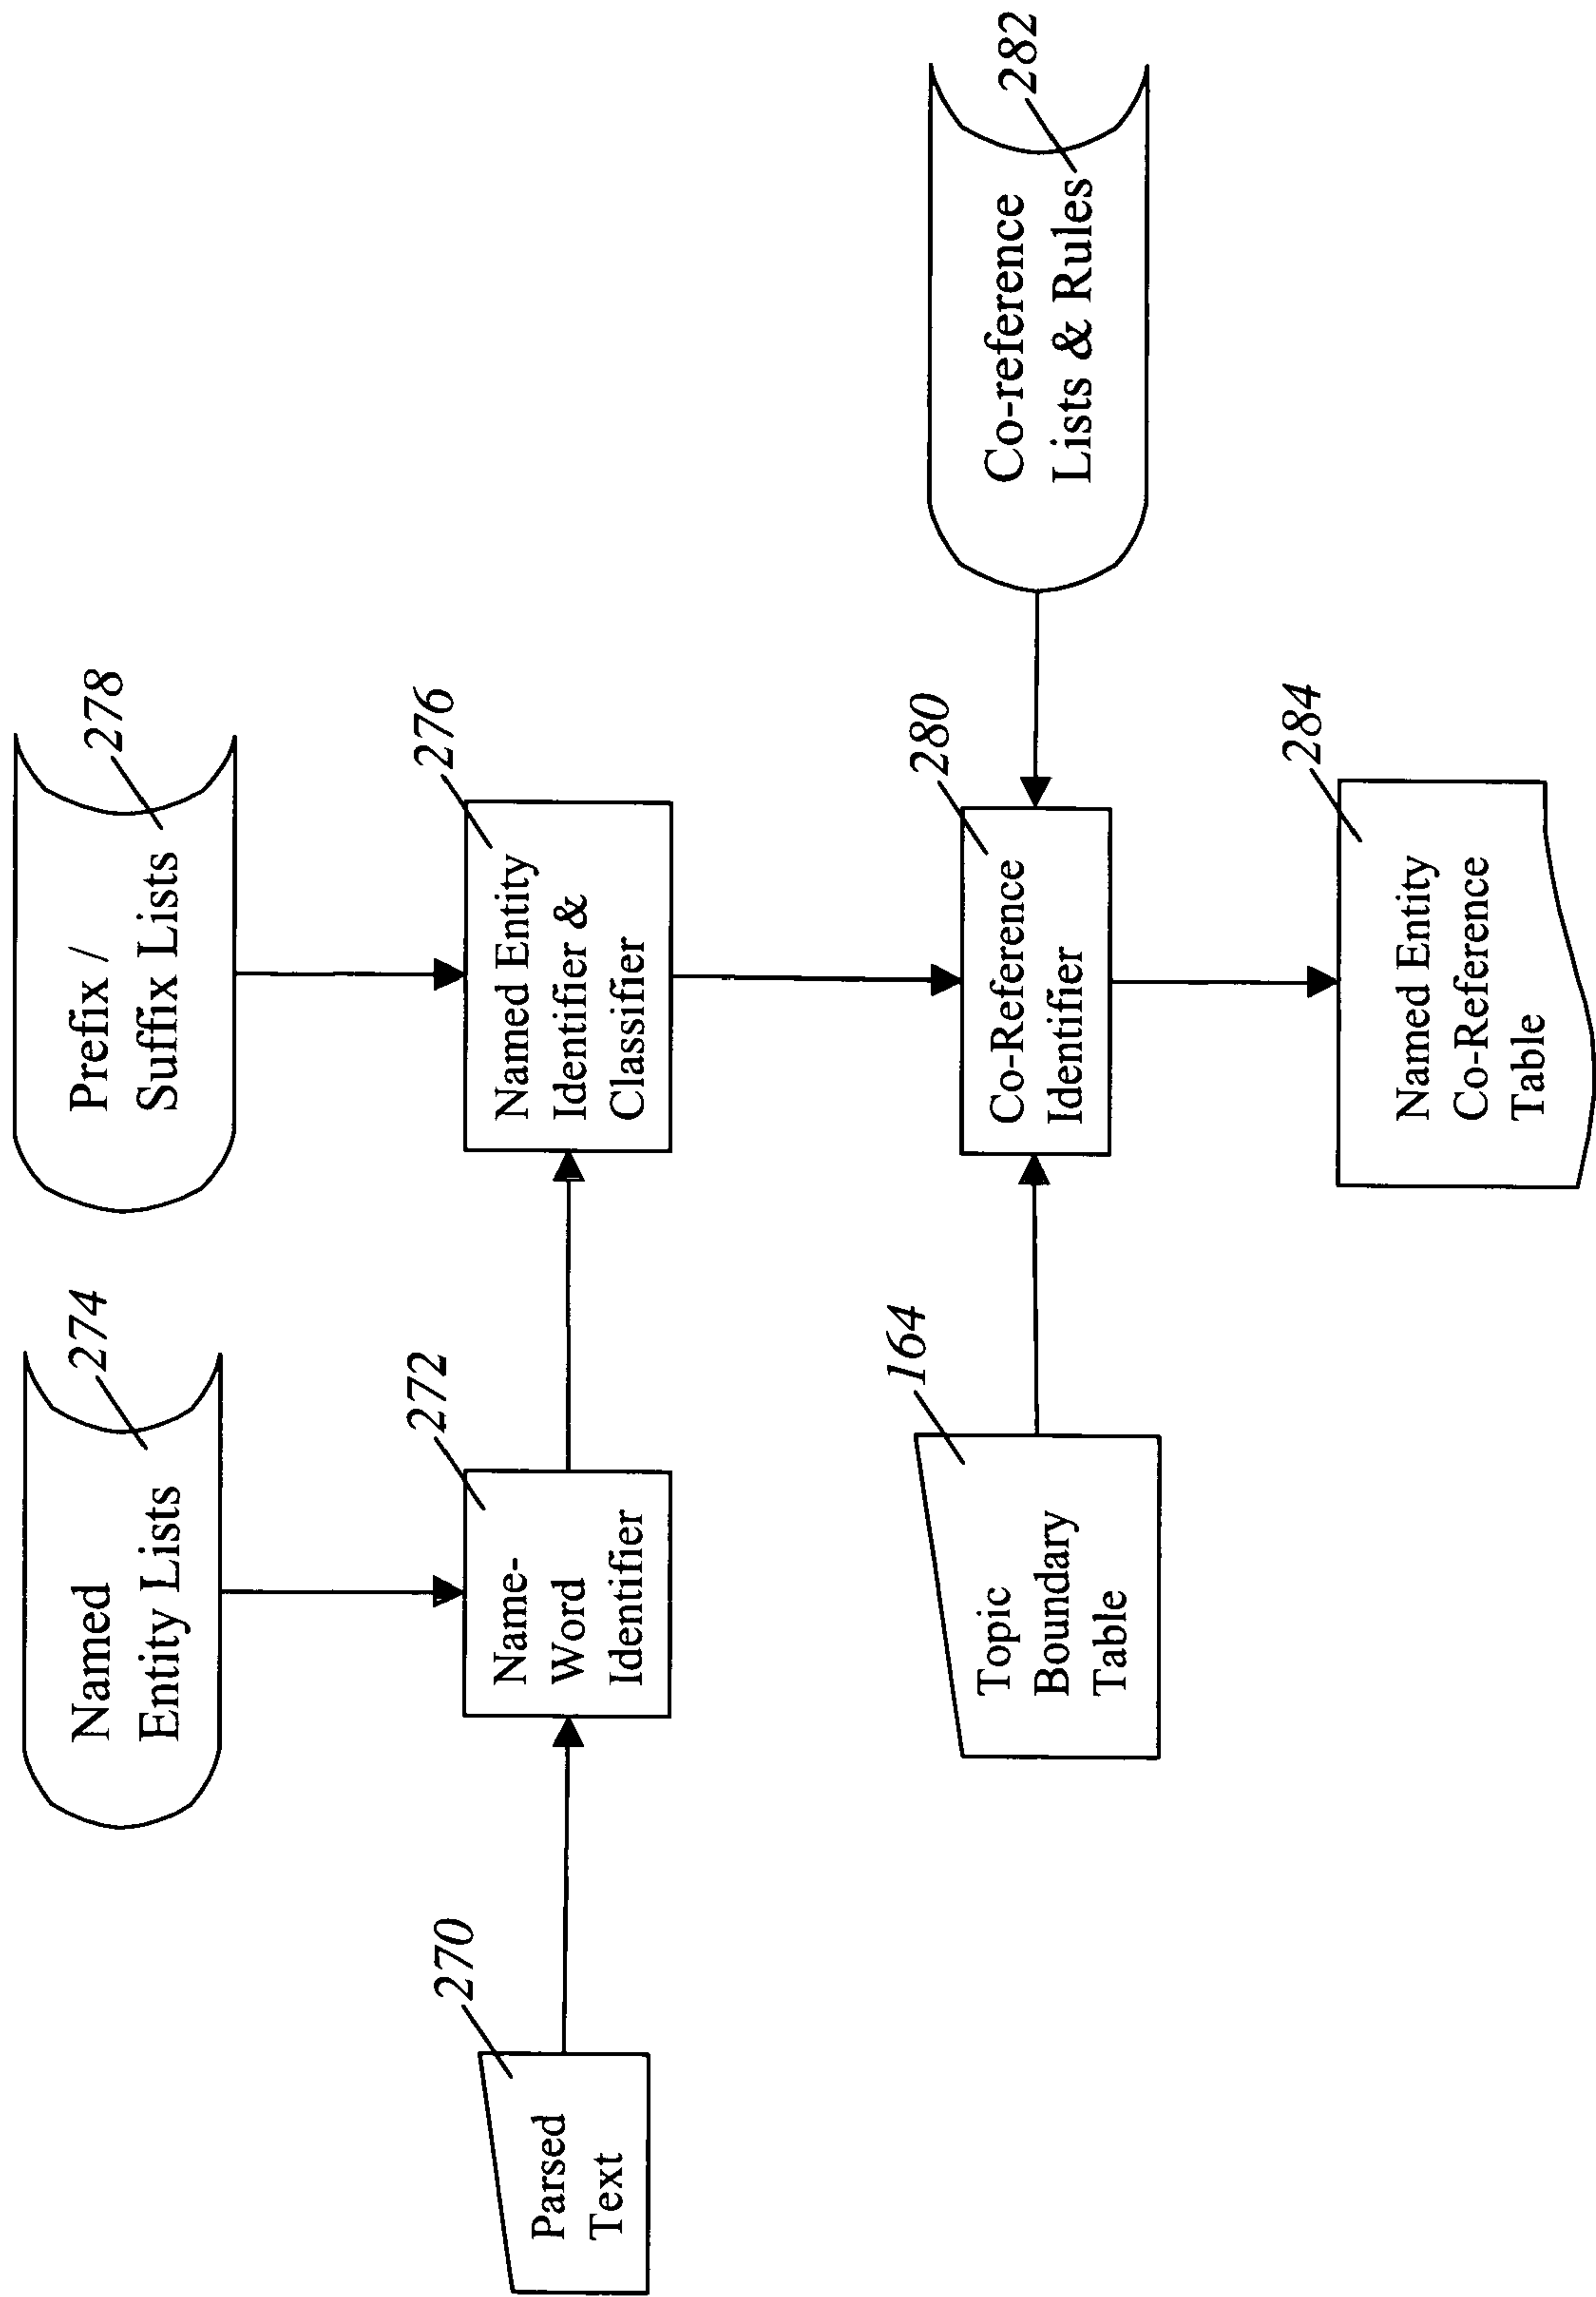 Named
Entity Lists
274
Prefix /
Suffix Lists
278
Parsed
Text
270
Name-
Word
Identifier
272
Named Entity
Identifier &
Classifier
276
Topic
Boundary
Table
164
Co-Reference
Identifier
280
Co-reference
Lists & Rules
282
Named Entity
Co-Reference
Table
284